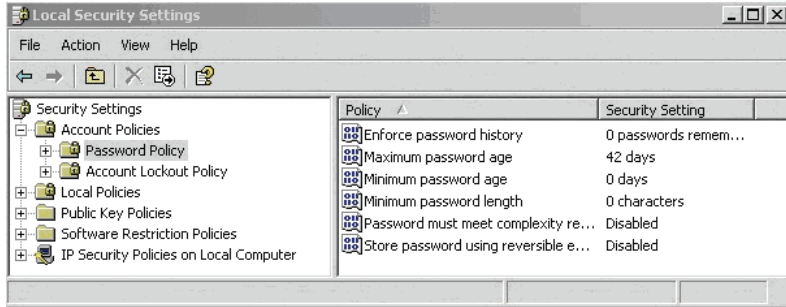 Local Security Settings
File Action View Help
Security Settings
Account Policies
Password Policy
Account Lockout Policy
Local Policies
Public Key Policies
Software Restriction Policies
IP Security Policies on Local Computer
Policy Security Setting
Enforce password history 0 passwords remem...
Maximum password age 42 days
Minimum password age 0 days
Minimum password length 0 characters
Password must meet complexity re... Disabled
Store password using reversible e... Disabled